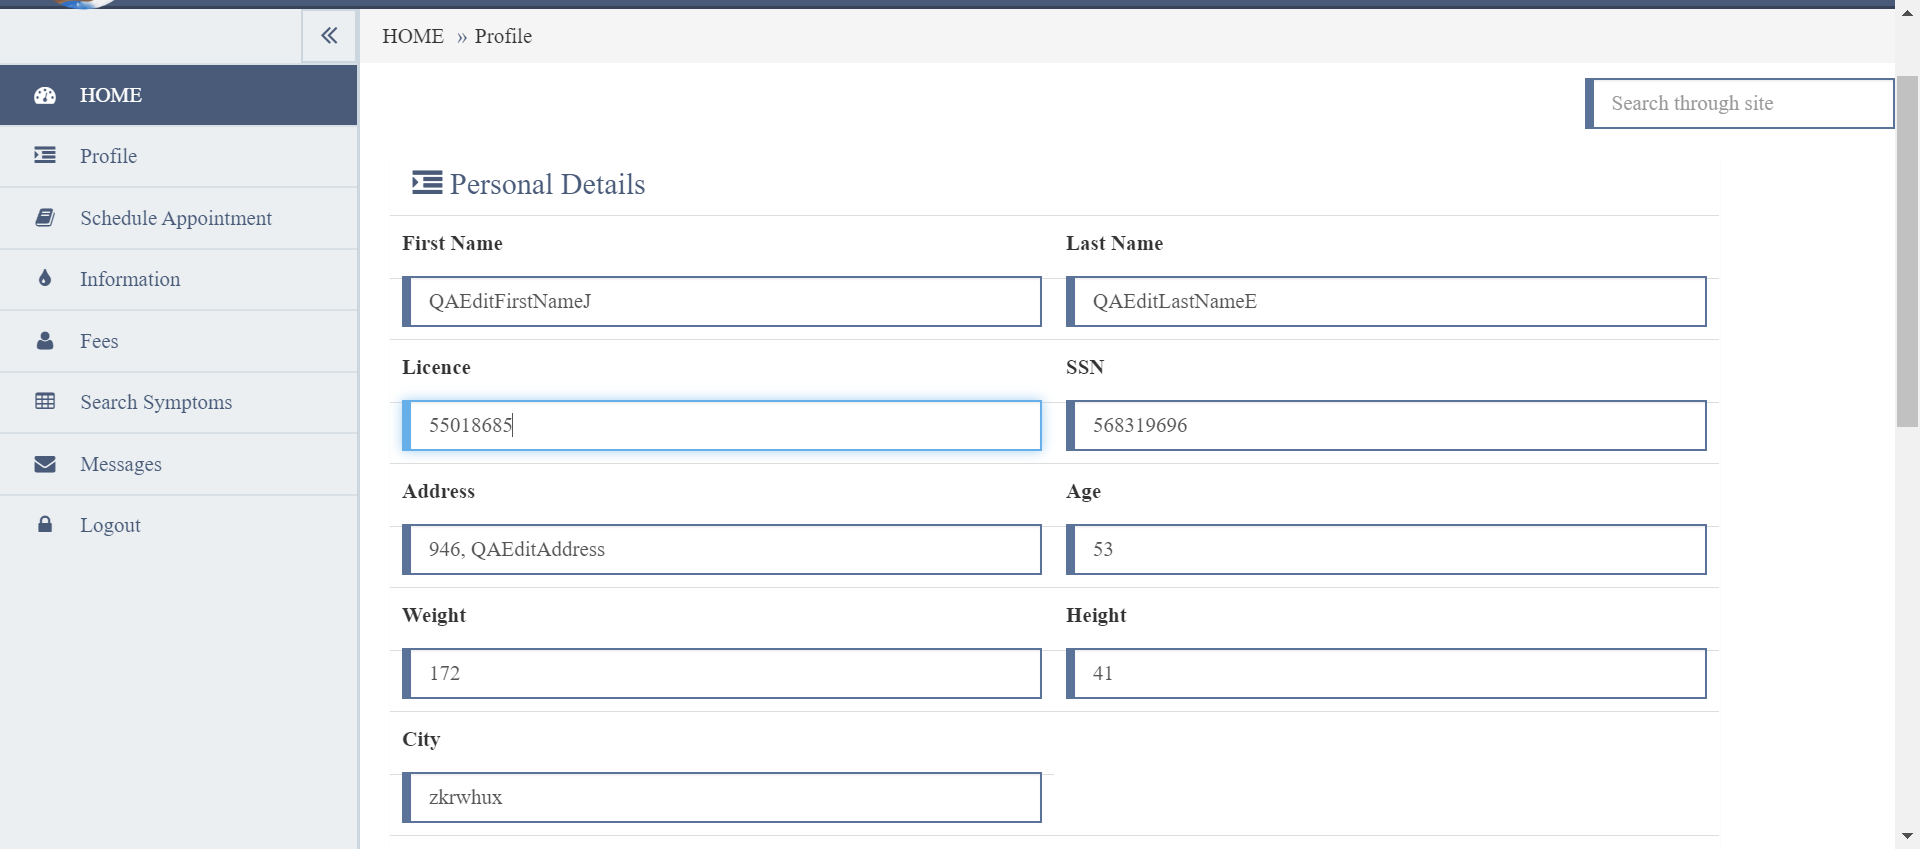 HOME » Profile
HOME
Search through site
Profile
Personal Details
Schedule Appointment
First Name
Last Name
Information
QAEditFirstNameJ
QAEditLastNameE
Fees
Licence
SSN
Search Symptoms
55018685
568319696
Messages
Address
Age
Logout
946, QAEditAddress
53
Weight
Height
172
41
City
zkrwhux